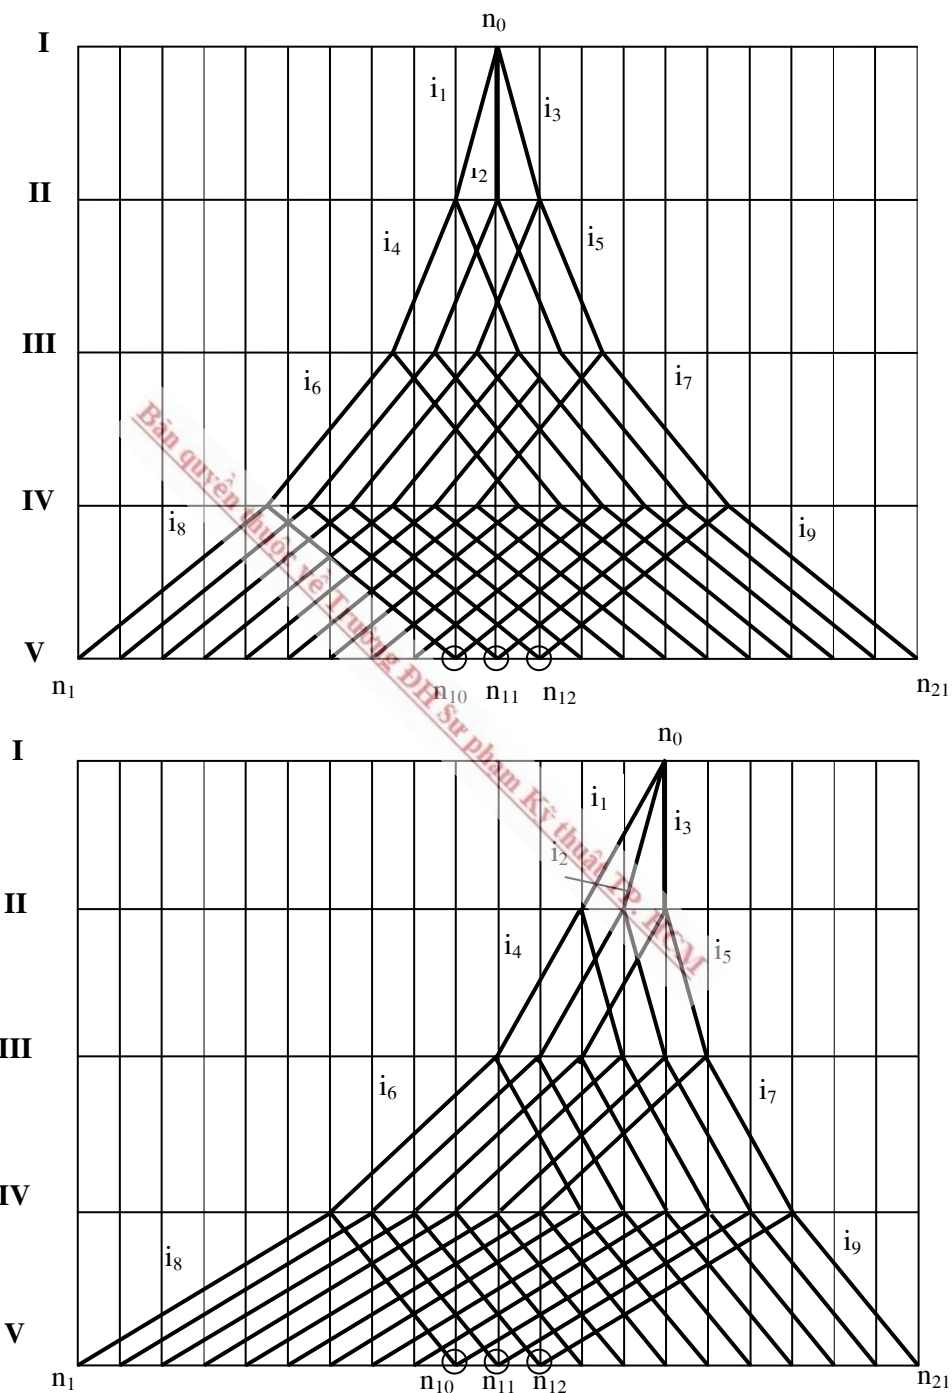 n₀
I
i₁
i₃
i₂
II
i₄
i₅
III
i₆
i₇
IV
i₈
i₉
V
n₁
n₁₀
n₁₁
n₁₂
n₂₁
Bản quyền thuộc về Trường ĐH Sư phạm Kỹ thuật TP. HCM
n₀
I
i₁
i₃
i₂
II
i₄
i₅
III
i₆
i₇
IV
i₈
i₉
V
n₁
n₁₀
n₁₁
n₁₂
n₂₁